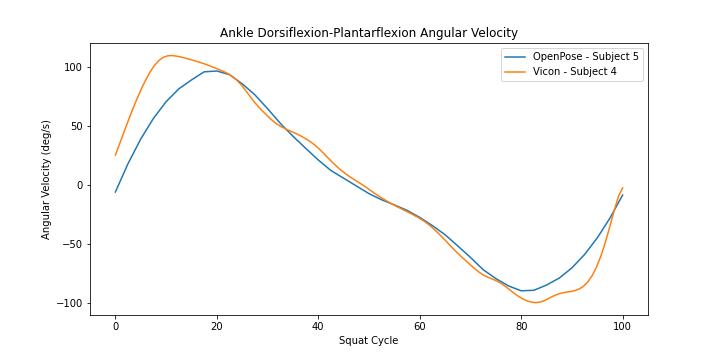 Ankle Dorsiflexion-Plantarflexion Angular Velocity
OpenPose - Subject 5
Vicon - Subject 4
100
50
0
−50
−100
Angular Velocity (deg/s)
0 20 40 60 80 100
Squat Cycle